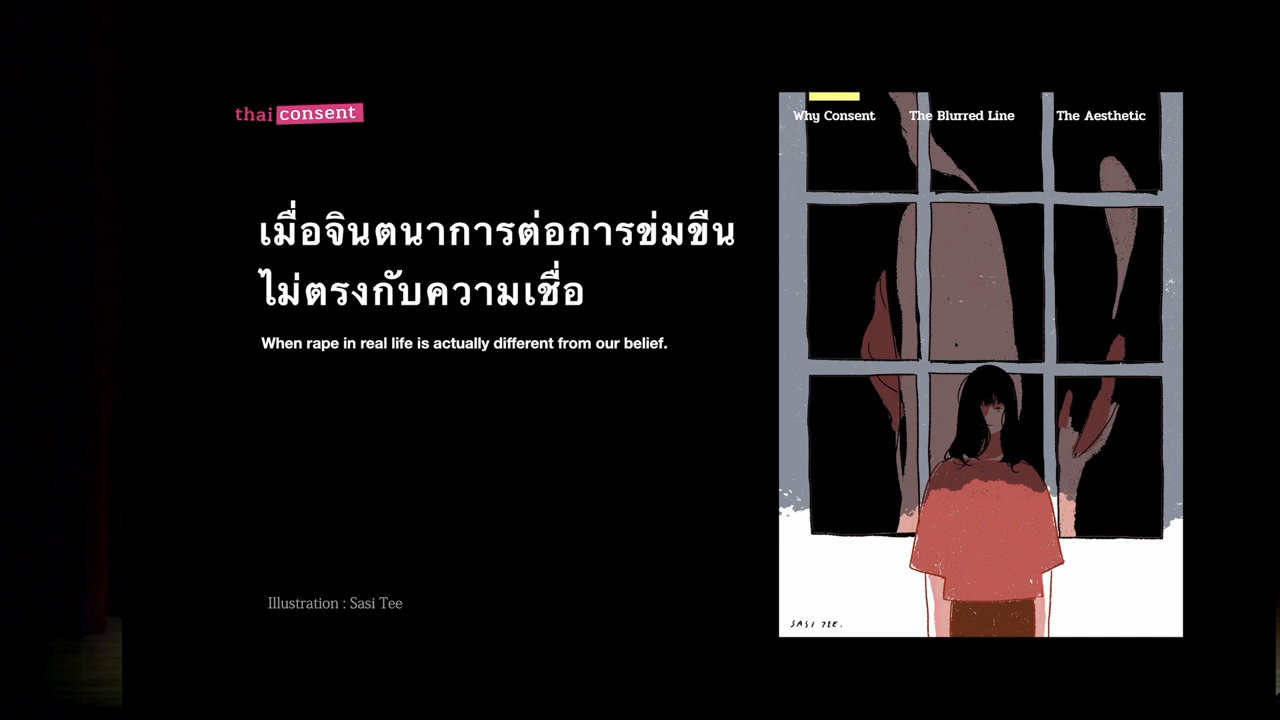 thai consent
Why Consent The Blurred Line The Aesthetic
เมื่อจินตนาการต่อการข่มขืน
ไม่ตรงกับความเชื่อ
When rape in real life is actually different from our belief.
Illustration : Sasi Tee
SASI TEE.